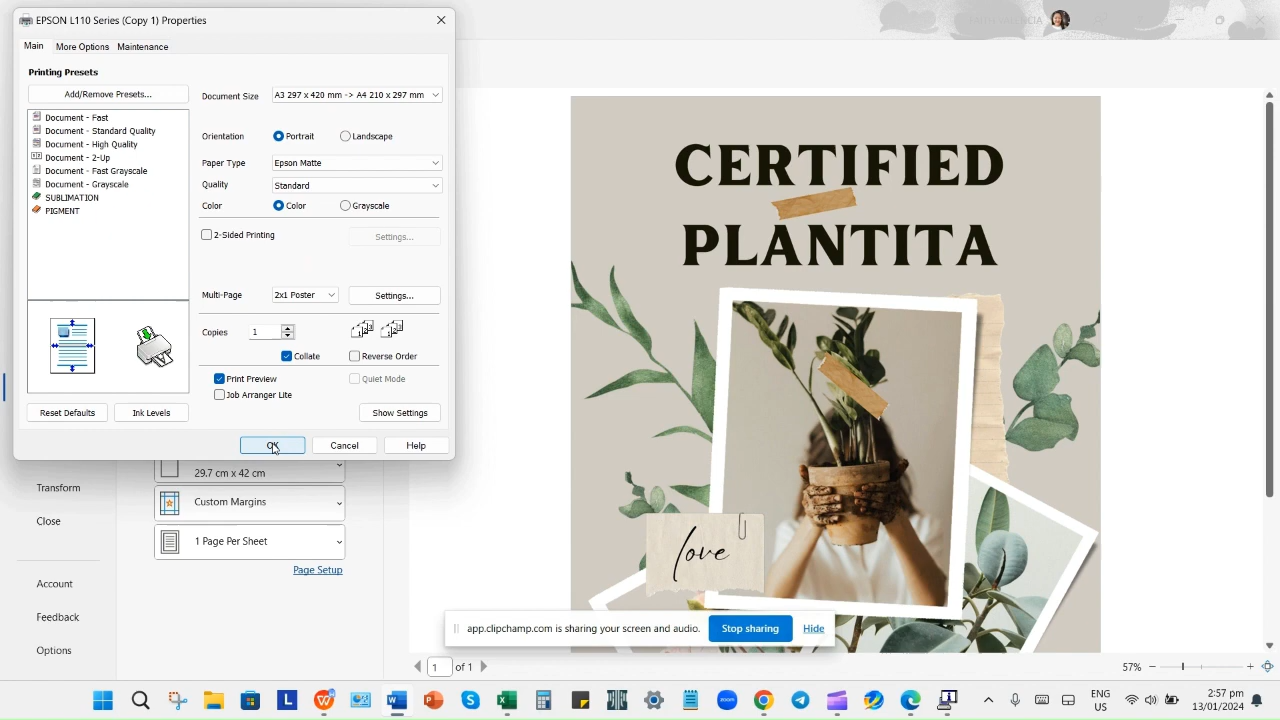 EPSON L110 Series (Copy 1) Properties
Main
More Options
Maintenance
Printing Presets
Add/Remove Presets...
Document - Fast
Document - Standard Quality
Document - High Quality
Document - 2-Up
Document - Fast Grayscale
Document - Grayscale
SUBLIMATION
PIGMENT
Document Size
A3 297 x 420 mm -> A4 210 x 297 mm
Orientation
Portrait
Landscape
Paper Type
Epson Matte
Quality
Standard
Color
Color
Grayscale
2-Sided Printing
Settings...
Multi-Page
2x1 Poster
Settings...
Copies
1
Collate
Reverse Order
Print Preview
Quiet Mode
Job Arranger Lite
Reset Defaults
Ink Levels
Show Settings
OK
Cancel
Help
29.7 cm x 42 cm
Custom Margins
1 Page Per Sheet
Page Setup
Transform
Close
Account
Feedback
Options
CERTIFIED
PLANTITA
love
app.clipchamp.com is sharing your screen and audio.
Stop sharing
Hide
1
of 1
57%
ENG
US
2:57 pm
13/01/2024